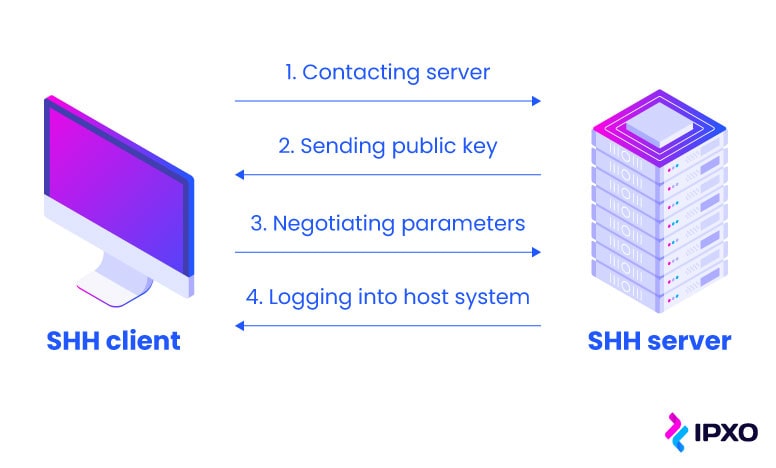 1. Contacting server
2. Sending public key
3. Negotiating parameters
4. Logging into host system
SHH client
SHH server
IPXO